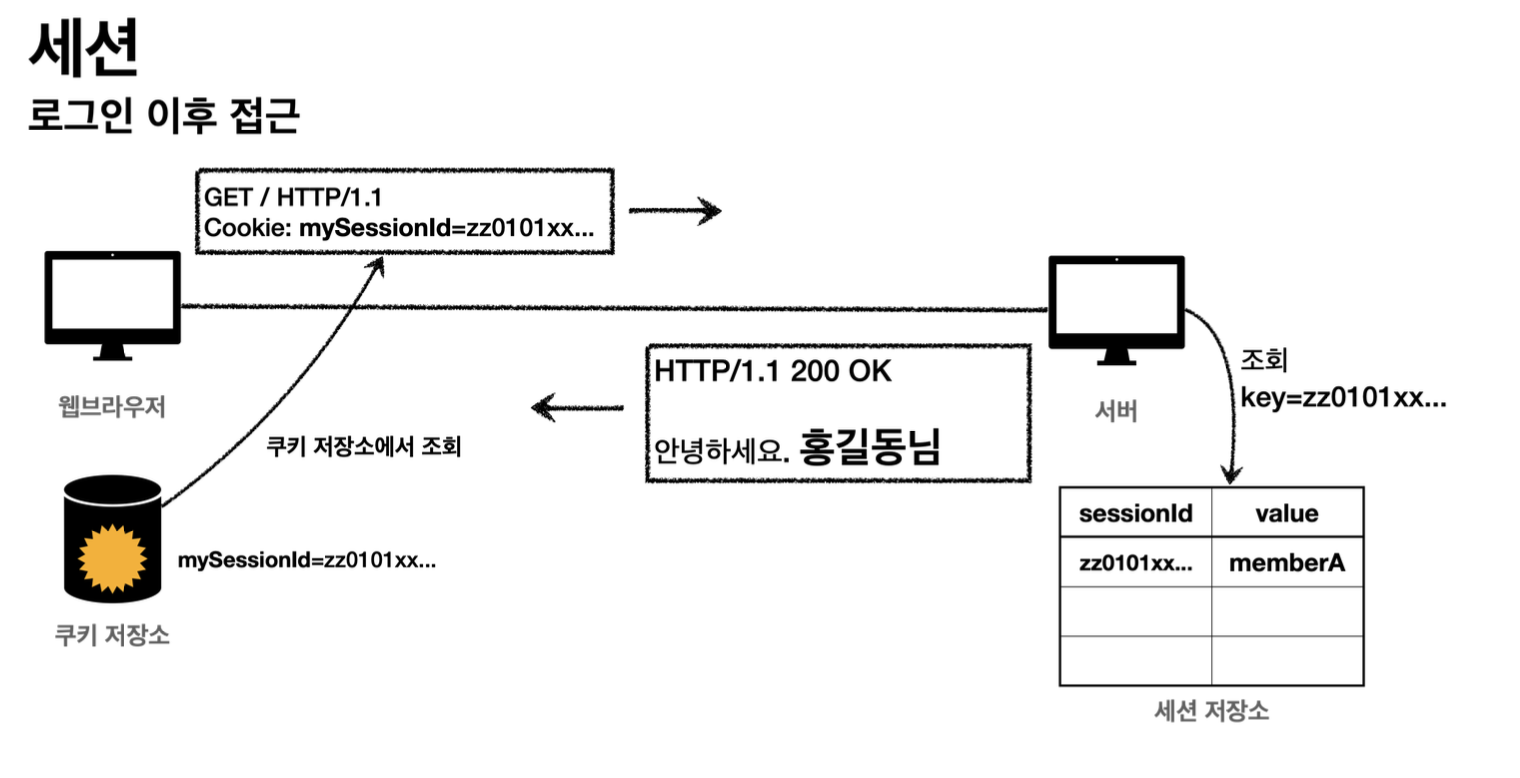 세션
로그인 이후 접근
GET / HTTP/1.1
Cookie: mySessionId=zz0101xx...
웹브라우저
쿠키 저장소에서 조회
mySessionId=zz0101xx...
쿠키 저장소
HTTP/1.1 200 OK
안녕하세요. 홍길동님
서버
조회
key=zz0101xx...
sessionId value
zz0101xx... memberA
세션 저장소